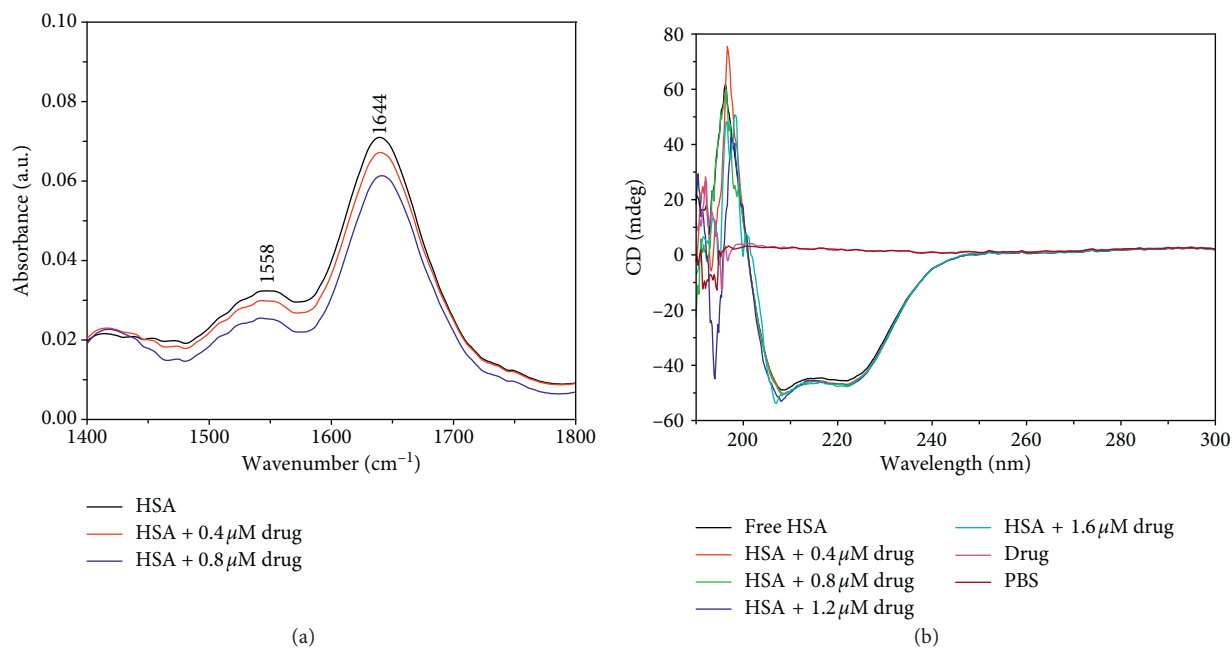 0.10
0.08
0.06
0.04
0.02
0.00
Absorbance (a.u.)
1558
1644
1400 1500 1600 1700 1800
Wavenumber (cm⁻¹)
HSA
HSA + 0.4 μM drug
HSA + 0.8 μM drug
(a)
80
60
40
20
0
−20
−40
−60
CD (mdeg)
200 220 240 260 280 300
Wavelength (nm)
Free HSA
HSA + 0.4 μM drug
HSA + 0.8 μM drug
HSA + 1.2 μM drug
HSA + 1.6 μM drug
Drug
PBS
(b)